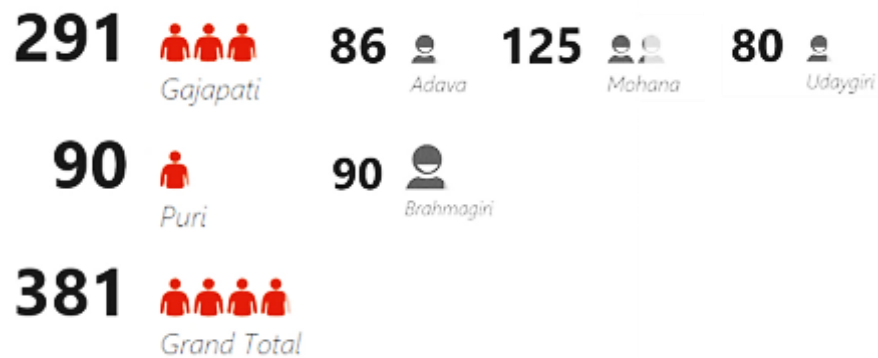 291 86 125 80
Gajapati Adava Mohana Udaygiri
90 90
Puri Brahmagiri
381
Grand Total